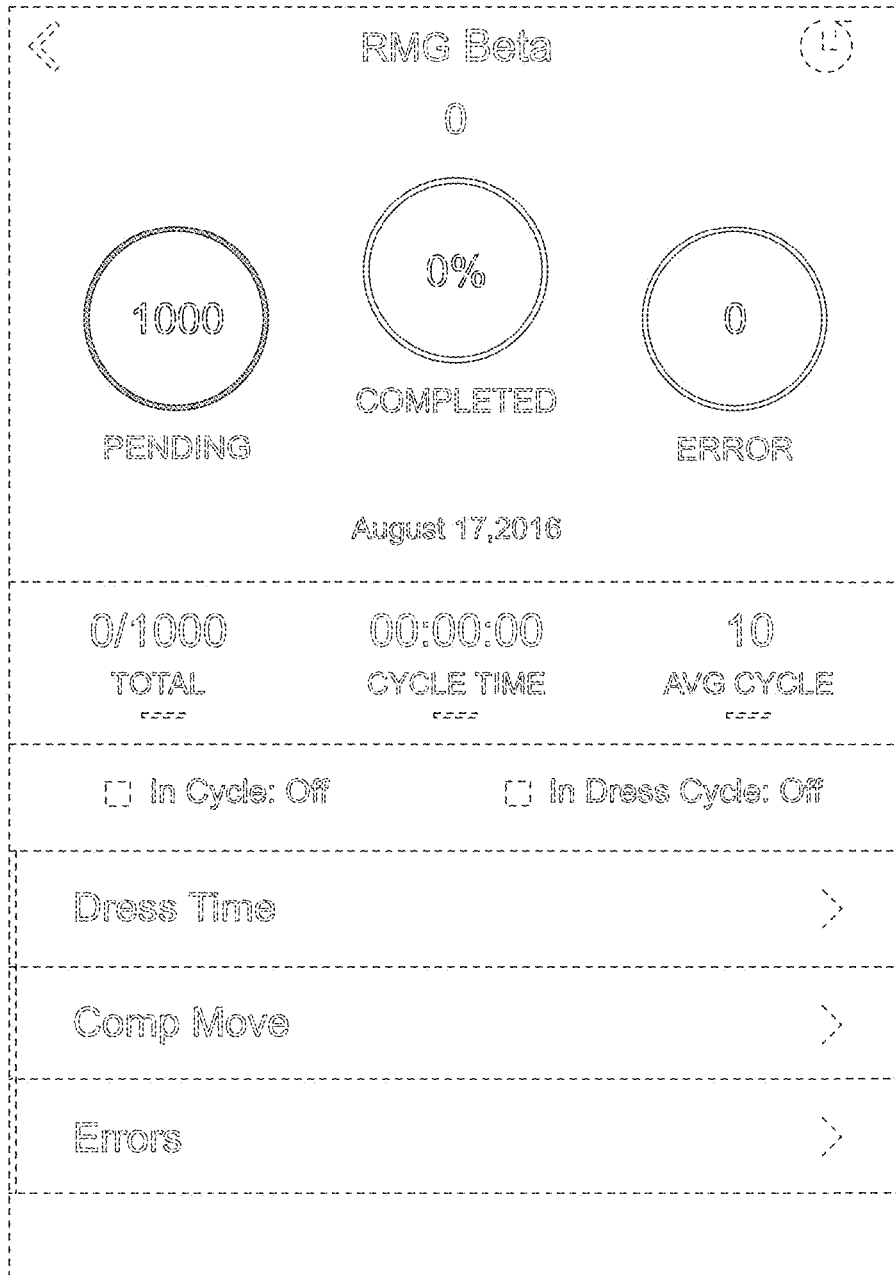 RMG Beta
0
1000
0%
0
PENDING
COMPLETED
ERROR
August 17,2016
0/1000
00:00:00
10
TOTAL
CYCLE TIME
AVG CYCLE
In Cycle: Off
In Dress Cycle: Off
Dress Time
Comp Move
Errors